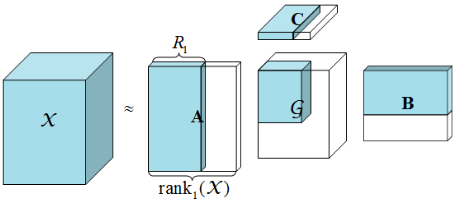 C
R₁
𝒳 ≈ A 𝒢 B
rank₁(𝒳)